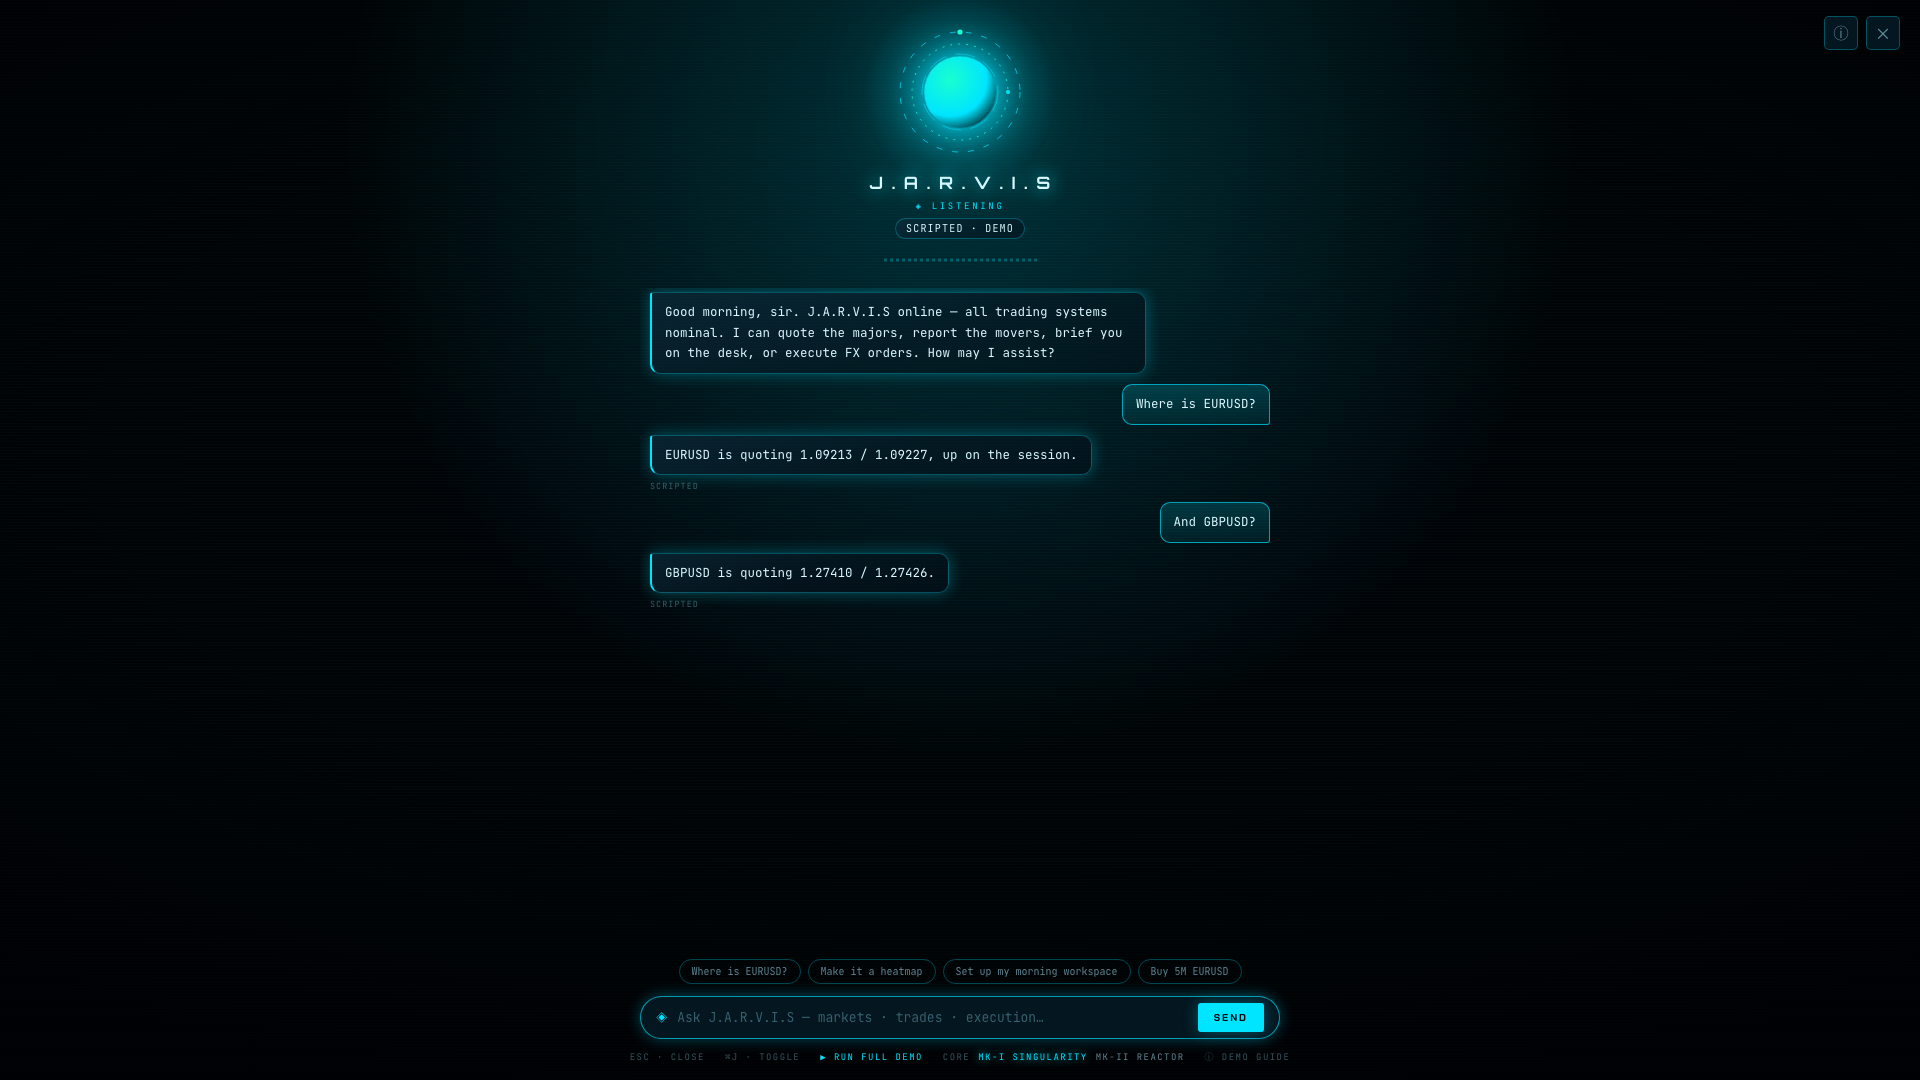 ⓘ ×
J.A.R.V.I.S
◈ LISTENING
SCRIPTED · DEMO
Good morning, sir. J.A.R.V.I.S online — all trading systems
nominal. I can quote the majors, report the movers, brief you
on the desk, or execute FX orders. How may I assist?
Where is EURUSD?
EURUSD is quoting 1.09213 / 1.09227, up on the session.
SCRIPTED
And GBPUSD?
GBPUSD is quoting 1.27410 / 1.27426.
SCRIPTED
Where is EURUSD? Make it a heatmap Set up my morning workspace Buy 5M EURUSD
◈ Ask J.A.R.V.I.S — markets · trades · execution… SEND
ESC · CLOSE ⌘J · TOGGLE ▶ RUN FULL DEMO CORE MK-I SINGULARITY MK-II REACTOR ⓘ DEMO GUIDE